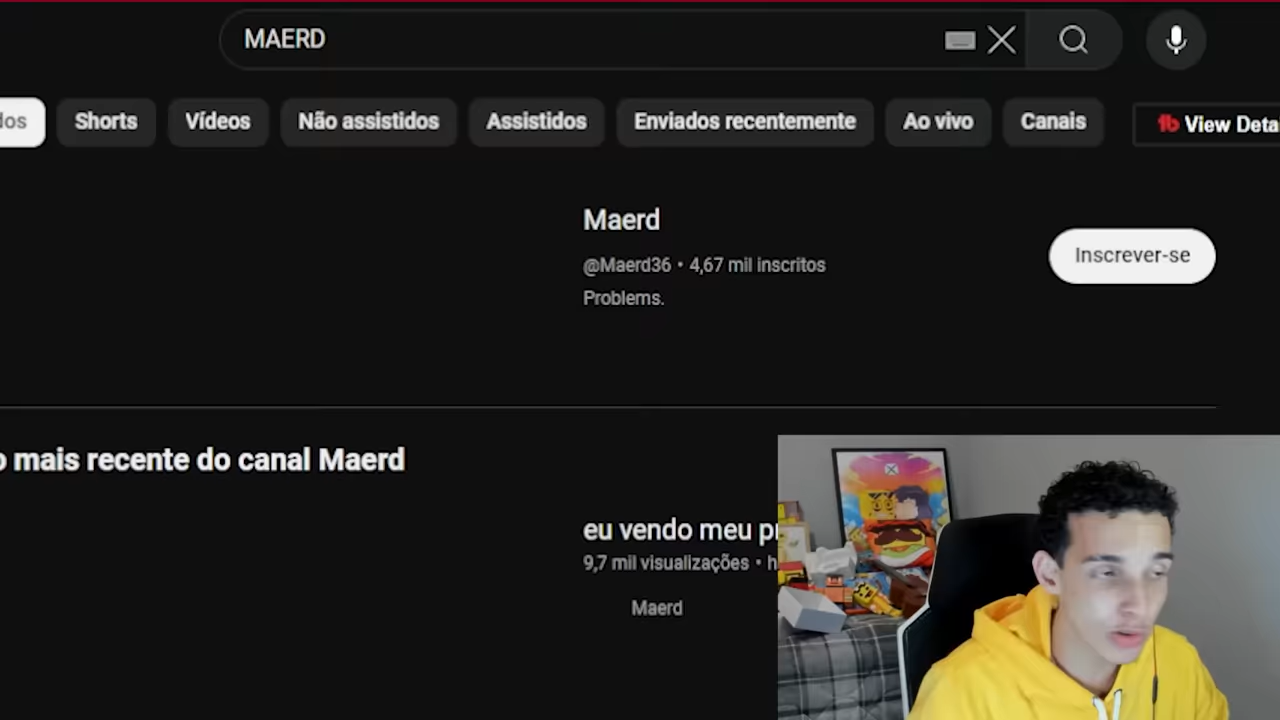 MAERD
dos Shorts Vídeos Não assistidos Assistidos Enviados recentemente Ao vivo Canais View Deta
Maerd
@Maerd36 • 4,67 mil inscritos
Inscrever-se
Problems.
o mais recente do canal Maerd
eu vendo meu p
9,7 mil visualizações • h
Maerd